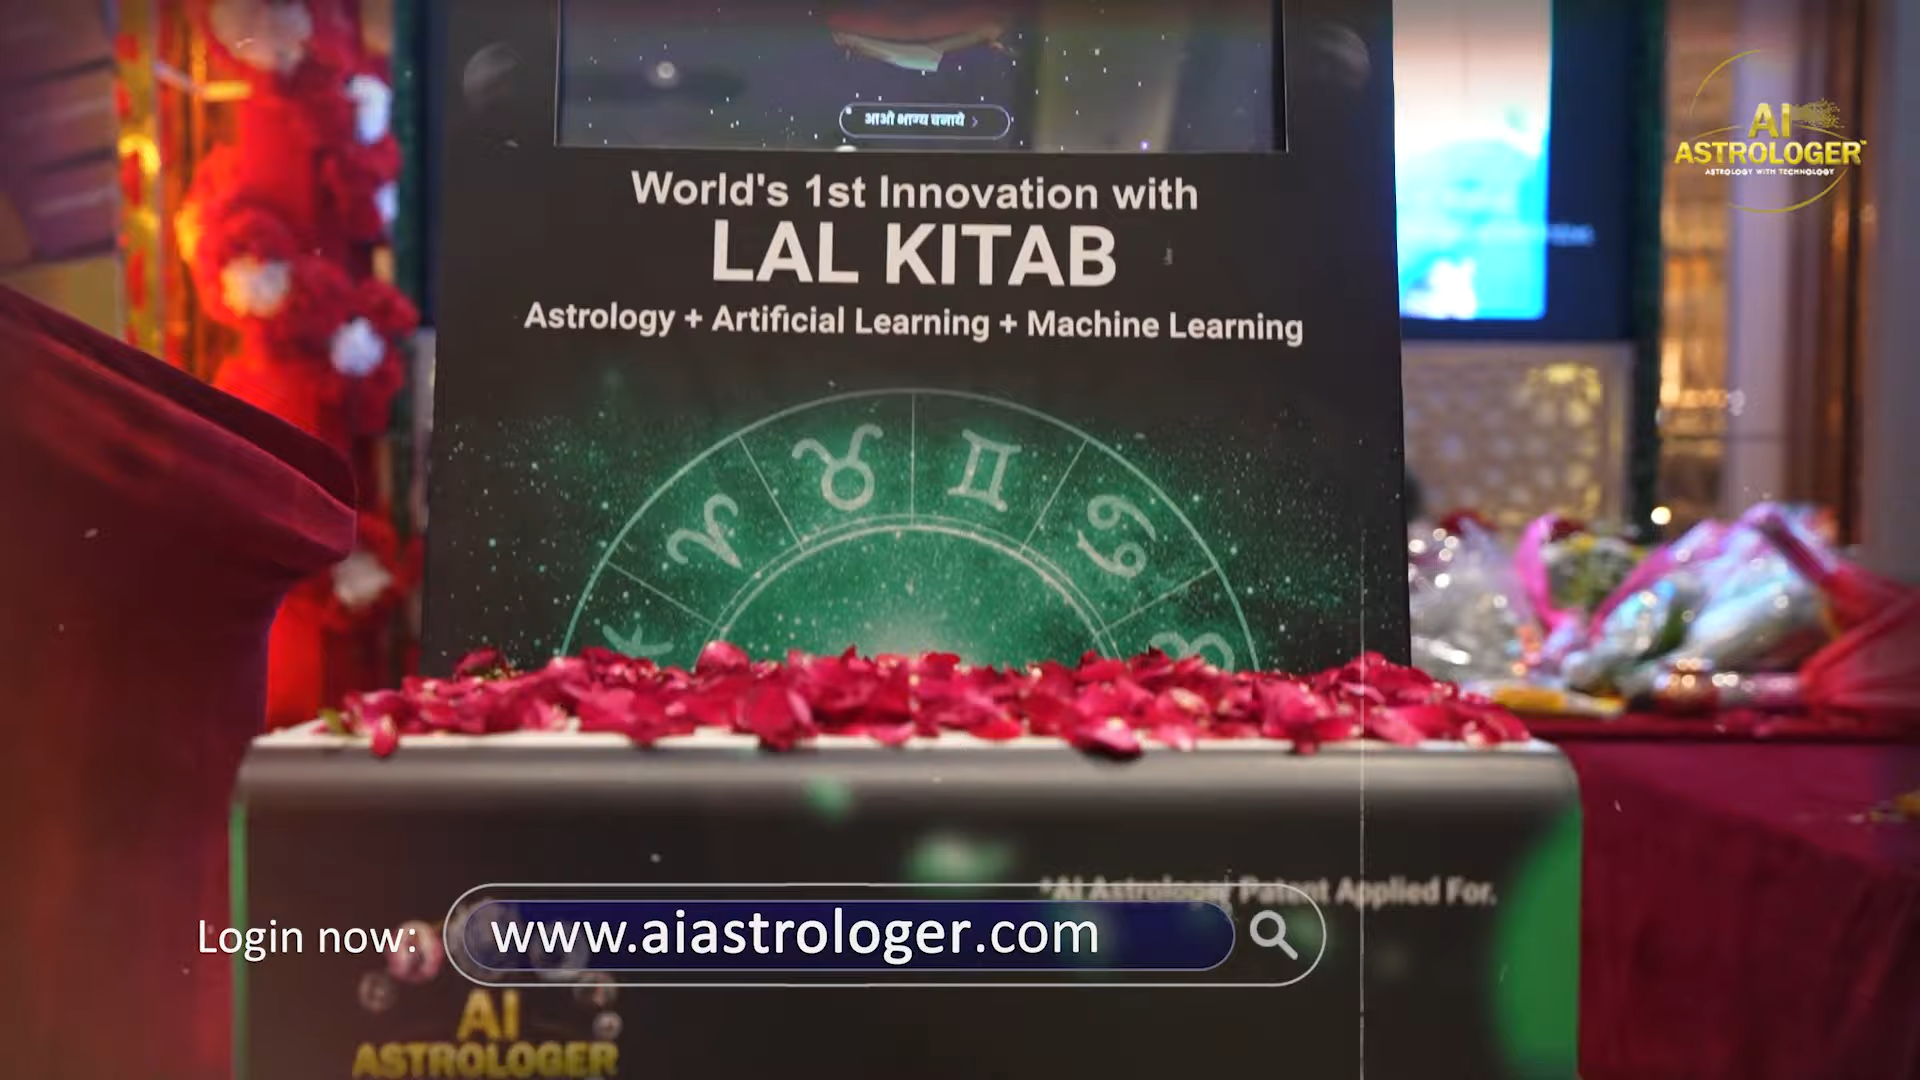 आओ भाग्य बनाये >
AI
ASTROLOGER™
ASTROLOGY WITH TECHNOLOGY
World's 1st Innovation with
LAL KITAB
Astrology + Artificial Learning + Machine Learning
*AI Astrologer Patent Applied For.
Login now: www.aiastrologer.com
AI
ASTROLOGER